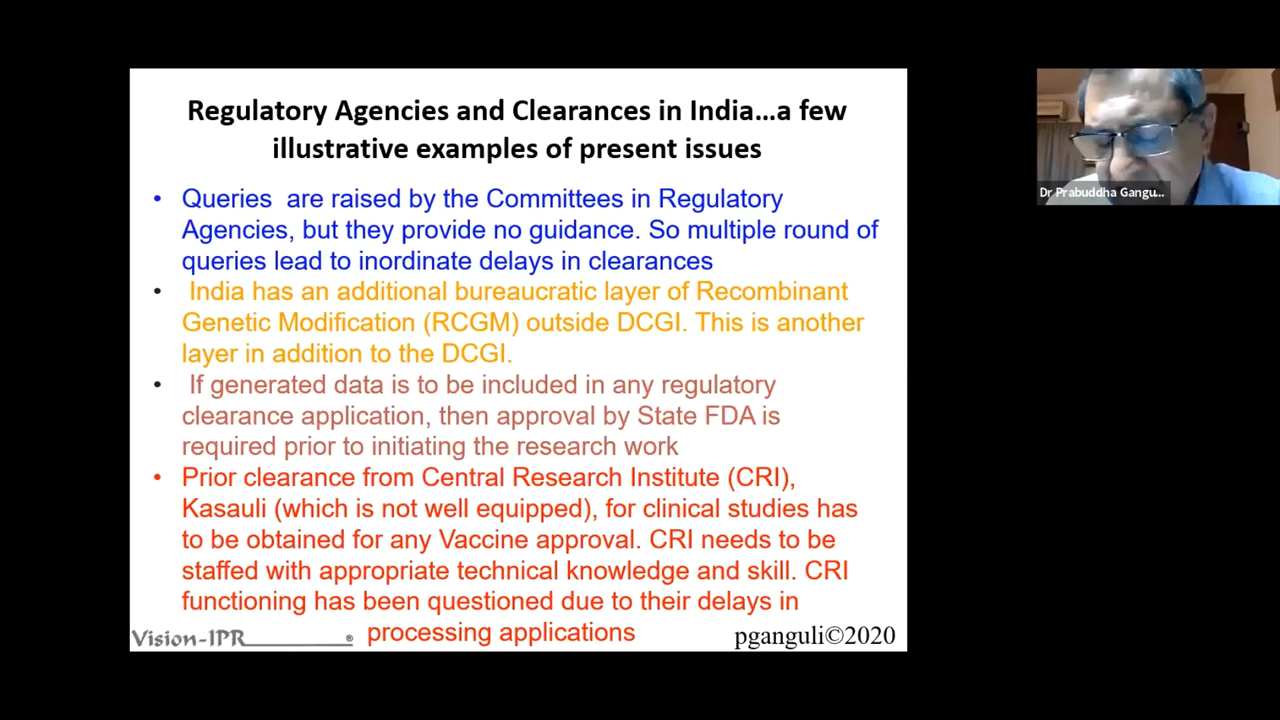 Regulatory Agencies and Clearances in India...a few
illustrative examples of present issues
• Queries are raised by the Committees in Regulatory
Agencies, but they provide no guidance. So multiple round of
queries lead to inordinate delays in clearances
• India has an additional bureaucratic layer of Recombinant
Genetic Modification (RCGM) outside DCGI. This is another
layer in addition to the DCGI.
• If generated data is to be included in any regulatory
clearance application, then approval by State FDA is
required prior to initiating the research work
• Prior clearance from Central Research Institute (CRI),
Kasauli (which is not well equipped), for clinical studies has
to be obtained for any Vaccine approval. CRI needs to be
staffed with appropriate technical knowledge and skill. CRI
functioning has been questioned due to their delays in
processing applications
Vision-IPR ®
pganguli©2020
Dr Prabuddha Gangu...